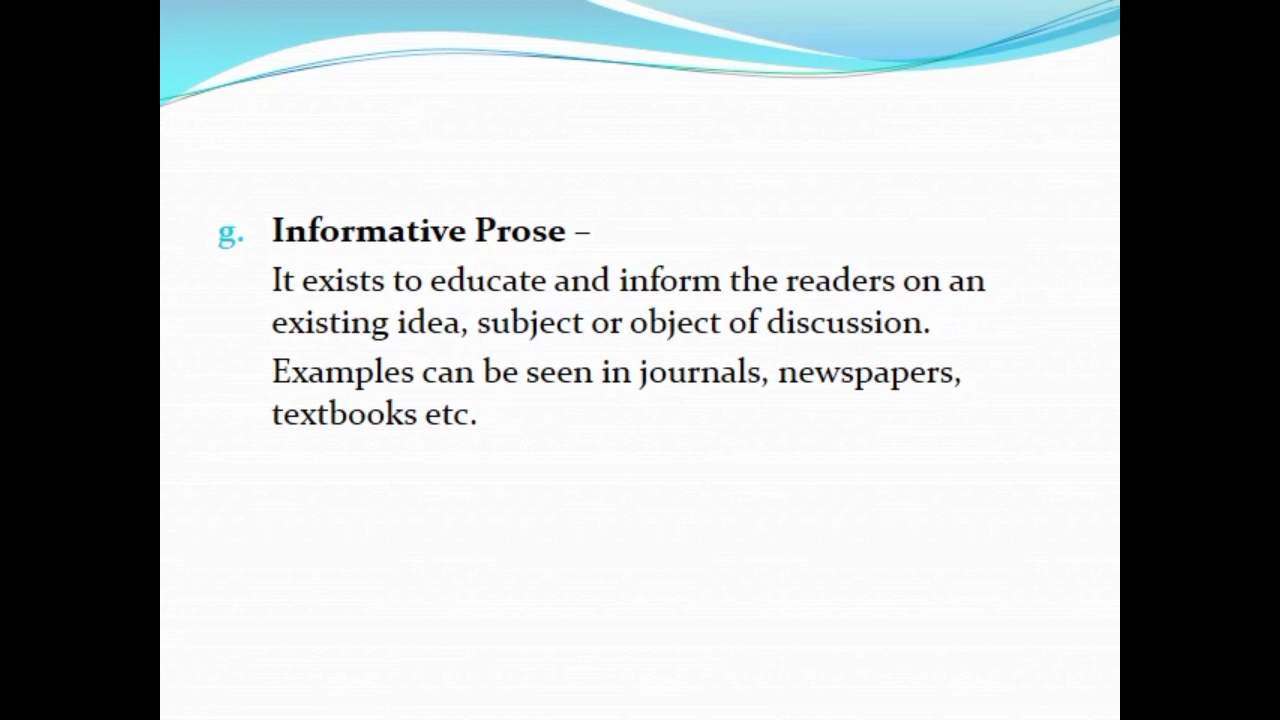 g. Informative Prose –
It exists to educate and inform the readers on an
existing idea, subject or object of discussion.
Examples can be seen in journals, newspapers,
textbooks etc.